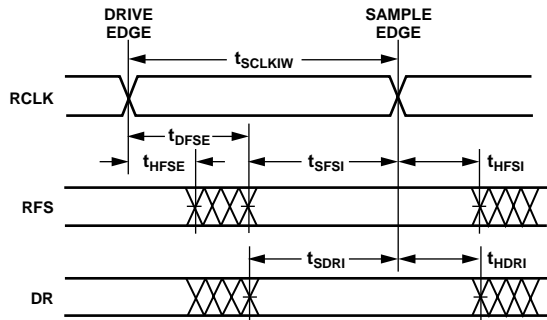 DRIVE EDGE
SAMPLE EDGE
tSCLKIW
RCLK
tDFSE
tHFSE
tSFSI
tHFSI
RFS
tSDRI
tHDRI
DR